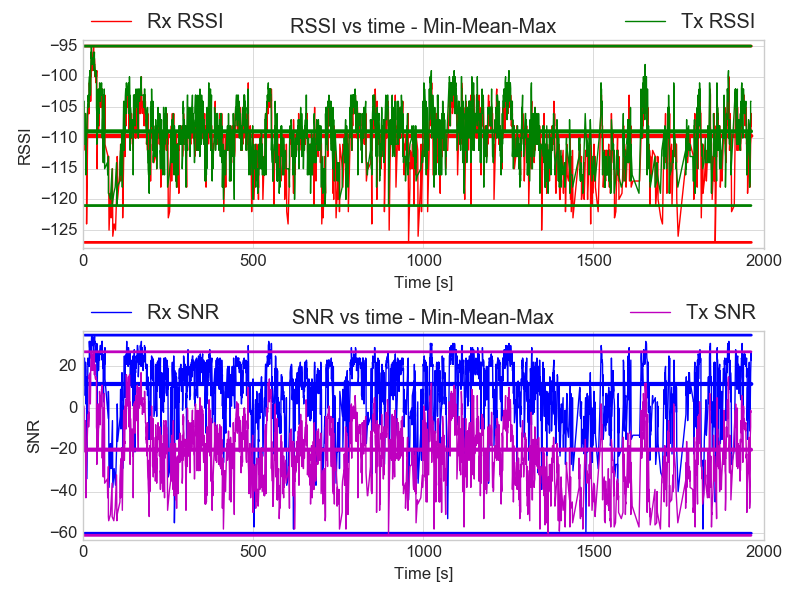 Rx RSSI
RSSI vs time - Min-Mean-Max
Tx RSSI
−95
−100
−105
−110
−115
−120
−125
RSSI
0
500
1000
1500
2000
Time [s]
Rx SNR
SNR vs time - Min-Mean-Max
Tx SNR
20
0
−20
−40
−60
SNR
0
500
1000
1500
2000
Time [s]